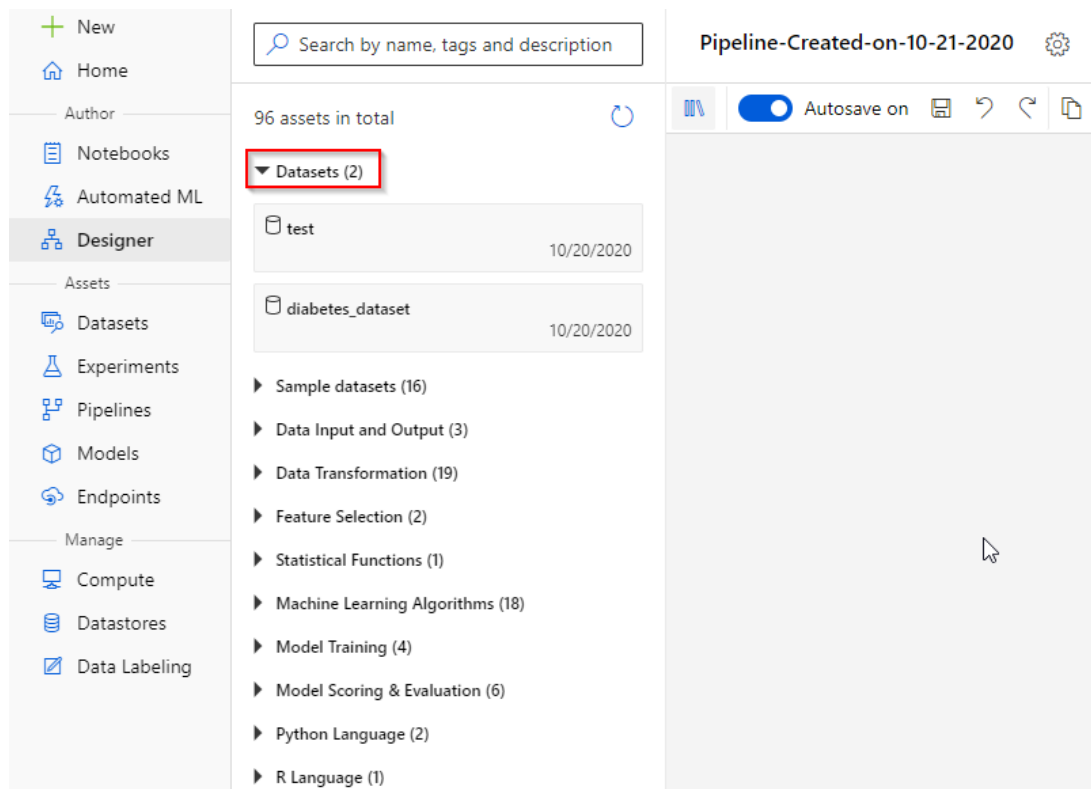 New
Home
Author
Notebooks
Automated ML
Designer
Assets
Datasets
Experiments
Pipelines
Models
Endpoints
Manage
Compute
Datastores
Data Labeling
Search by name, tags and description
96 assets in total
Datasets (2)
test
10/20/2020
diabetes_dataset
10/20/2020
Sample datasets (16)
Data Input and Output (3)
Data Transformation (19)
Feature Selection (2)
Statistical Functions (1)
Machine Learning Algorithms (18)
Model Training (4)
Model Scoring & Evaluation (6)
Python Language (2)
R Language (1)
Pipeline-Created-on-10-21-2020
Autosave on